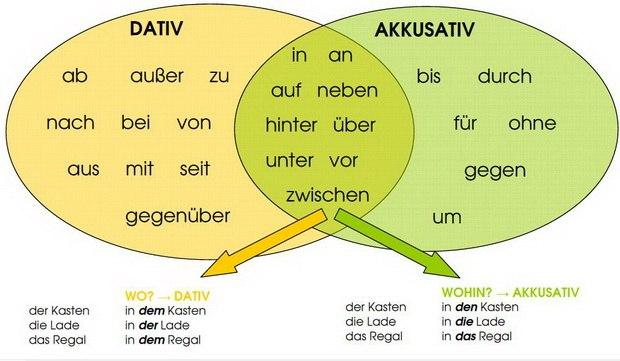 DATIV
ab außer zu
nach bei von
aus mit seit
gegenüber
in an
auf neben
hinter über
unter vor
zwischen
AKKUSATIV
bis durch
für ohne
gegen
um
WO? → DATIV
der Kasten in dem Kasten
die Lade in der Lade
das Regal in dem Regal
WOHIN? → AKKUSATIV
der Kasten in den Kasten
die Lade in die Lade
das Regal in das Regal